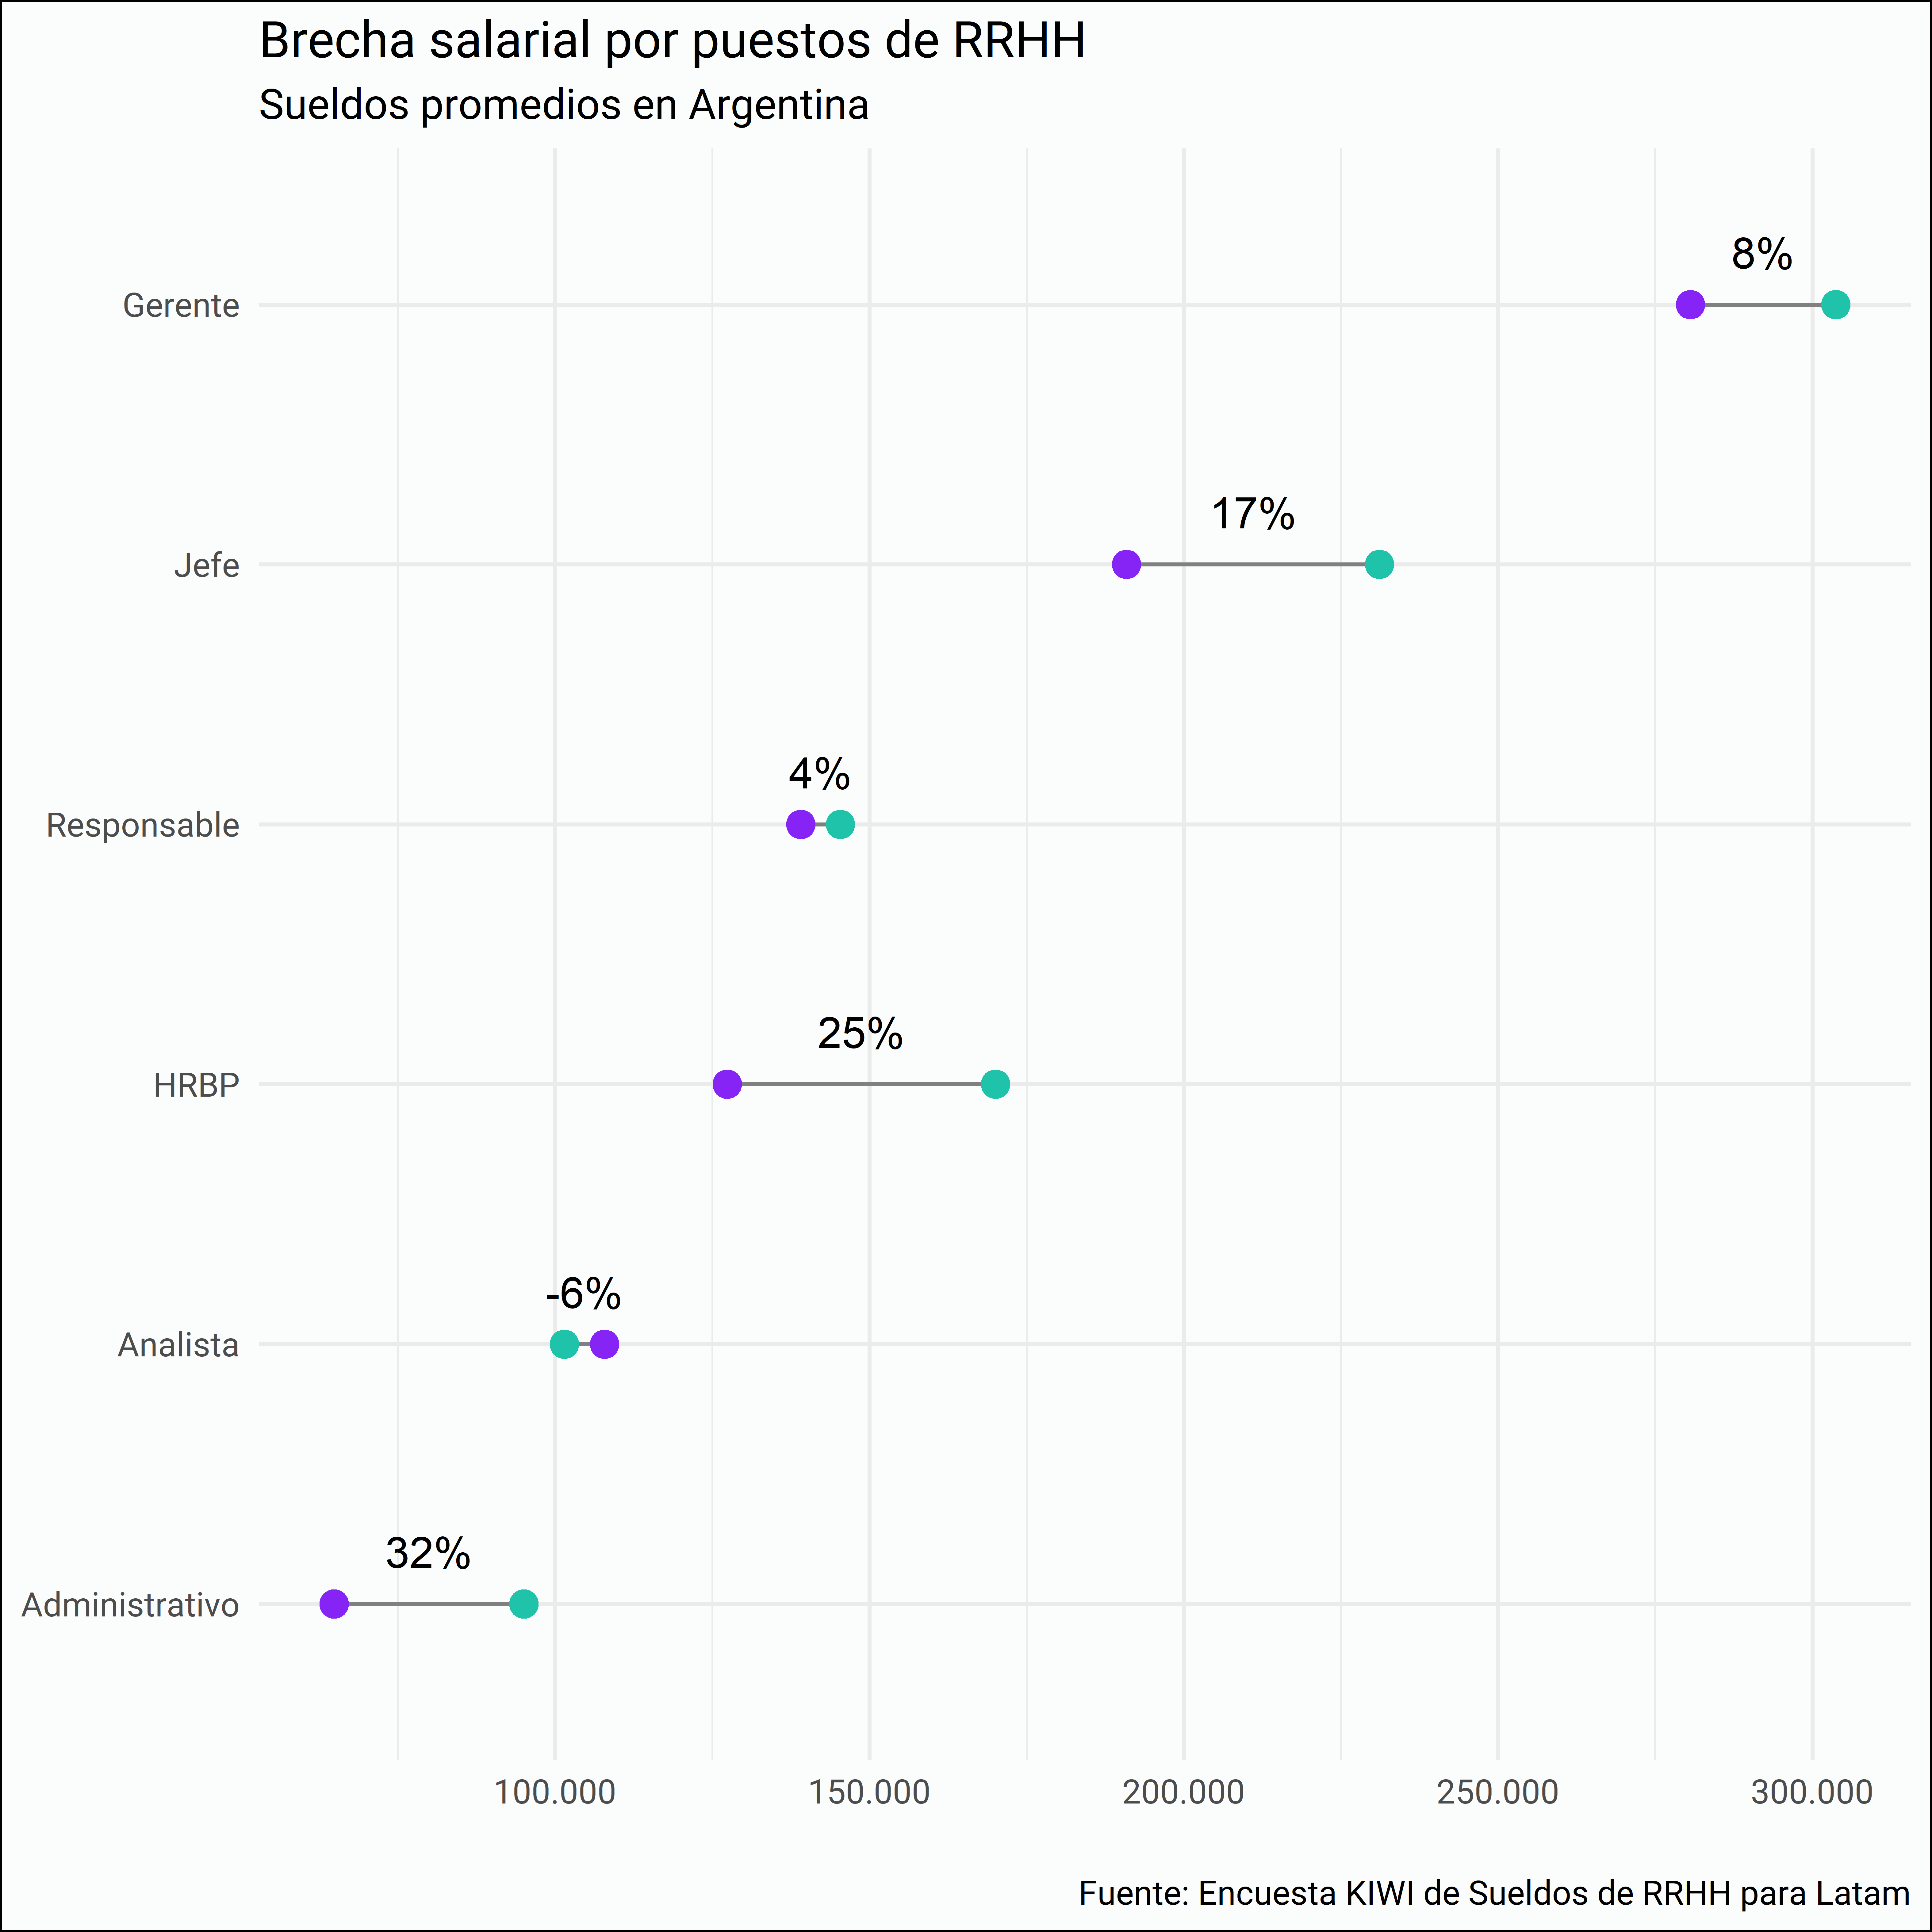 Brecha salarial por puestos de RRHH
Sueldos promedios en Argentina
8%
Gerente
17%
Jefe
4%
Responsable
25%
HRBP
-6%
Analista
32%
Administrativo
100.000 150.000 200.000 250.000 300.000
Fuente: Encuesta KIWI de Sueldos de RRHH para Latam